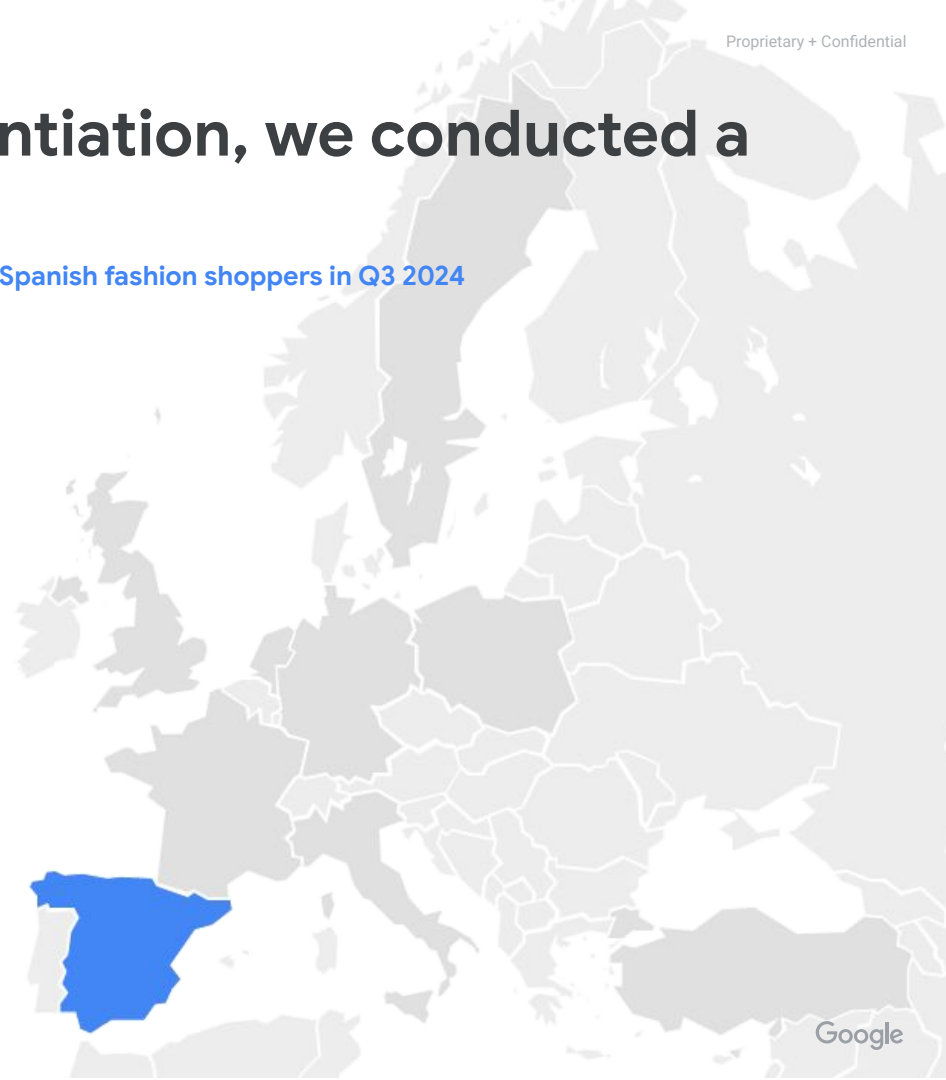 Proprietary + Confidential
ntiation, we conducted a
Spanish fashion shoppers in Q3 2024
Google